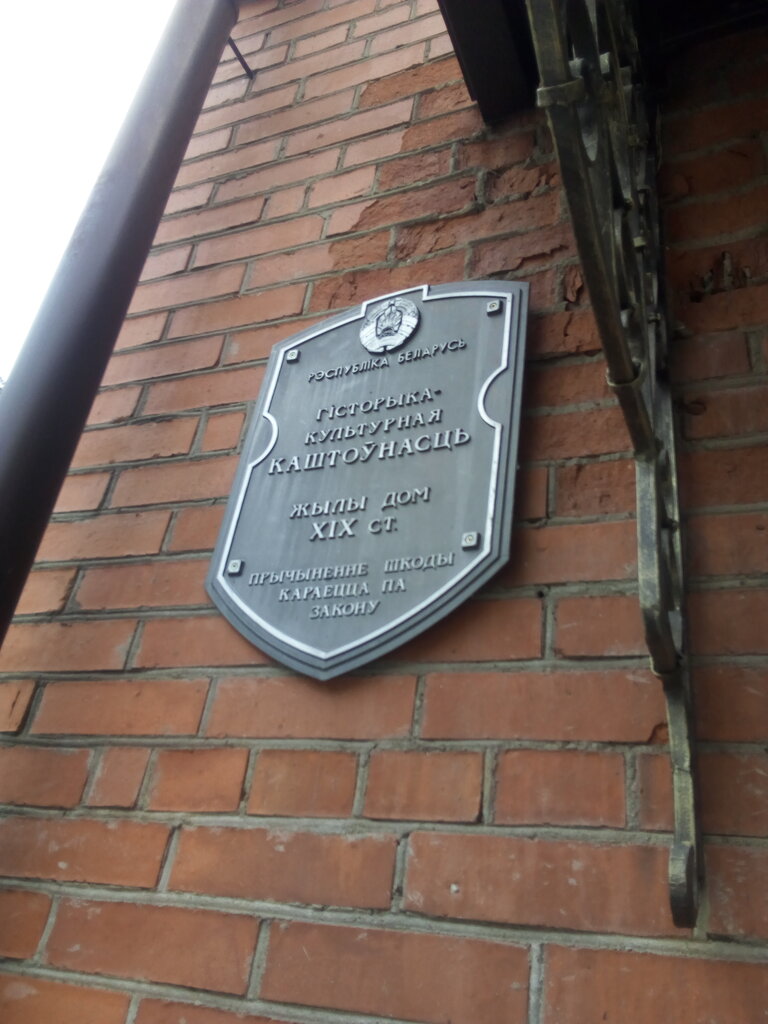 РЭСПУБЛІКА БЕЛАРУСЬ
ГІСТОРЫКА-
КУЛЬТУРНАЯ
КАШТОЎНАСЦЬ
ЖЫЛЫ ДОМ
XIX СТ.
ПРЫЧЫНЕННЕ ШКОДЫ
КАРАЕЦЦА ПА
ЗАКОНУ